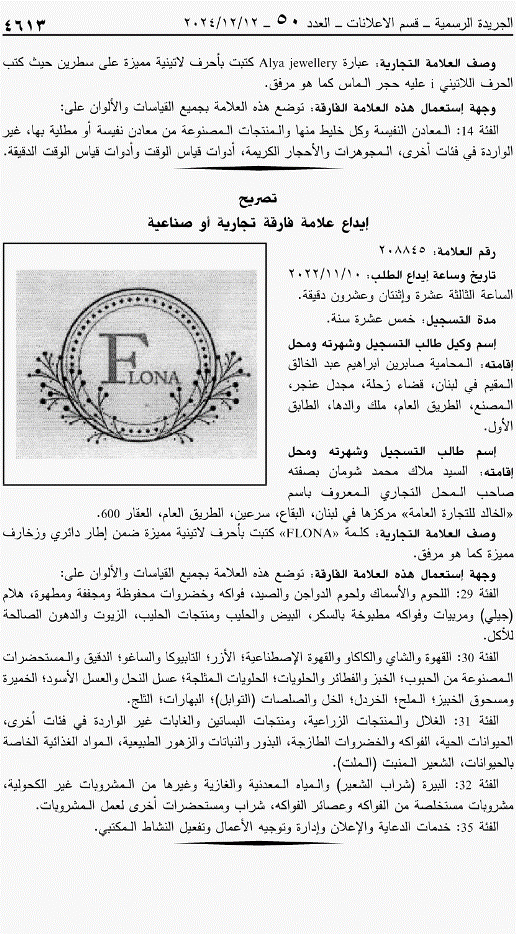 الجريدة الرسمية ــ قسم الاعلانات ــ العدد ٥٠ ــ ٢٠٢٤/١٢/١٢
٤٦١٣
وصف العلامة التجارية: عبارة Alya jewellery كتبت بأحرف لاتينية مميزة على سطرين حيث كتب
الحرف اللاتيني i عليه حجر الماس كما هو مرفق.
وجهة إستعمال هذه العلامة الفارقة: توضع هذه العلامة بجميع القياسات والألوان على:
الفئة 14: المعادن النفيسة وكل خليط منها والمنتجات المصنوعة من معادن نفيسة أو مطلية بها، غير
الواردة في فئات أخرى، المجوهرات والأحجار الكريمة، أدوات قياس الوقت وأدوات قياس الوقت الدقيقة.
تصريح
إيداع علامة فارقة تجارية أو صناعية
رقم العلامة: ٢٠٨٨٤٥
تاريخ وساعة إيداع الطلب: ٢٠٢٢/١١/١٠
الساعة الثالثة عشرة وإثنتان وعشرون دقيقة.
مدة التسجيل: خمس عشرة سنة.
إسم وكيل طالب التسجيل وشهرته ومحل
إقامته: المحامية صابرين ابراهيم عبد الخالق
المقيم في لبنان، قضاء زحلة، مجدل عنجر،
المصنع، الطريق العام، ملك والدها، الطابق
الأول.
إسم طالب التسجيل وشهرته ومحل
إقامته: السيد ملاك محمد شومان بصفته
صاحب المحل التجاري المعروف باسم
«الخالد للتجارة العامة» مركزها في لبنان، البقاع، سرعين، الطريق العام، العقار 600.
FLONA
وصف العلامة التجارية: كلمة «FLONA» كتبت بأحرف لاتينية مميزة ضمن إطار دائري وزخارف
مميزة كما هو مرفق.
وجهة إستعمال هذه العلامة الفارقة: توضع هذه العلامة بجميع القياسات والألوان على:
الفئة 29: اللحوم والأسماك ولحوم الدواجن والصيد، فواكه وخضروات محفوظة ومجففة ومطهوة، هلام
(جيلي) ومربيات وفواكه مطبوخة بالسكر، البيض والحليب ومنتجات الحليب، الزيوت والدهون الصالحة
للأكل.
الفئة 30: القهوة والشاي والكاكاو والقهوة الإصطناعية؛ الأرز؛ التابيوكا والساغو؛ الدقيق والمستحضرات
المصنوعة من الحبوب؛ الخبز والفطائر والحلويات؛ الحلويات المثلجة؛ عسل النحل والعسل الأسود؛ الخميرة
ومسحوق الخبيز؛ الملح؛ الخردل؛ الخل والصلصات (التوابل)؛ البهارات؛ الثلج.
الفئة 31: الغلال والمنتجات الزراعية، ومنتجات البساتين والغابات غير الواردة في فئات أخرى،
الحيوانات الحية، الفواكه والخضروات الطازجة، البذور والنباتات والزهور الطبيعية، المواد الغذائية الخاصة
بالحيوانات، الشعير المنبت (الملت).
الفئة 32: البيرة (شراب الشعير) والمياه المعدنية والغازية وغيرها من المشروبات غير الكحولية،
مشروبات مستخلصة من الفواكه وعصائر الفواكه، شراب ومستحضرات أخرى لعمل المشروبات.
الفئة 35: خدمات الدعاية والإعلان وإدارة وتوجيه الأعمال وتفعيل النشاط المكتبي.